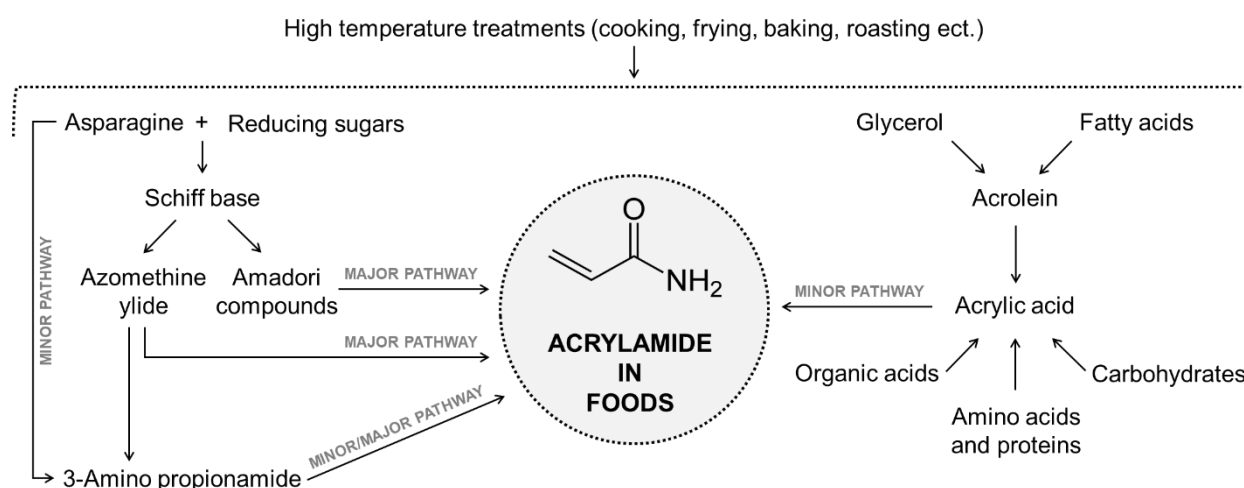 High temperature treatments (cooking, frying, baking, roasting ect.)
Asparagine + Reducing sugars
Schiff base
Azomethine
ylide
Amadori
compounds
MAJOR PATHWAY
MAJOR PATHWAY
MINOR PATHWAY
MINOR/MAJOR PATHWAY
3-Amino propionamide
O
NH₂
ACRYLAMIDE
IN
FOODS
Glycerol
Fatty acids
Acrolein
MINOR PATHWAY
Acrylic acid
Organic acids
Carbohydrates
Amino acids
and proteins